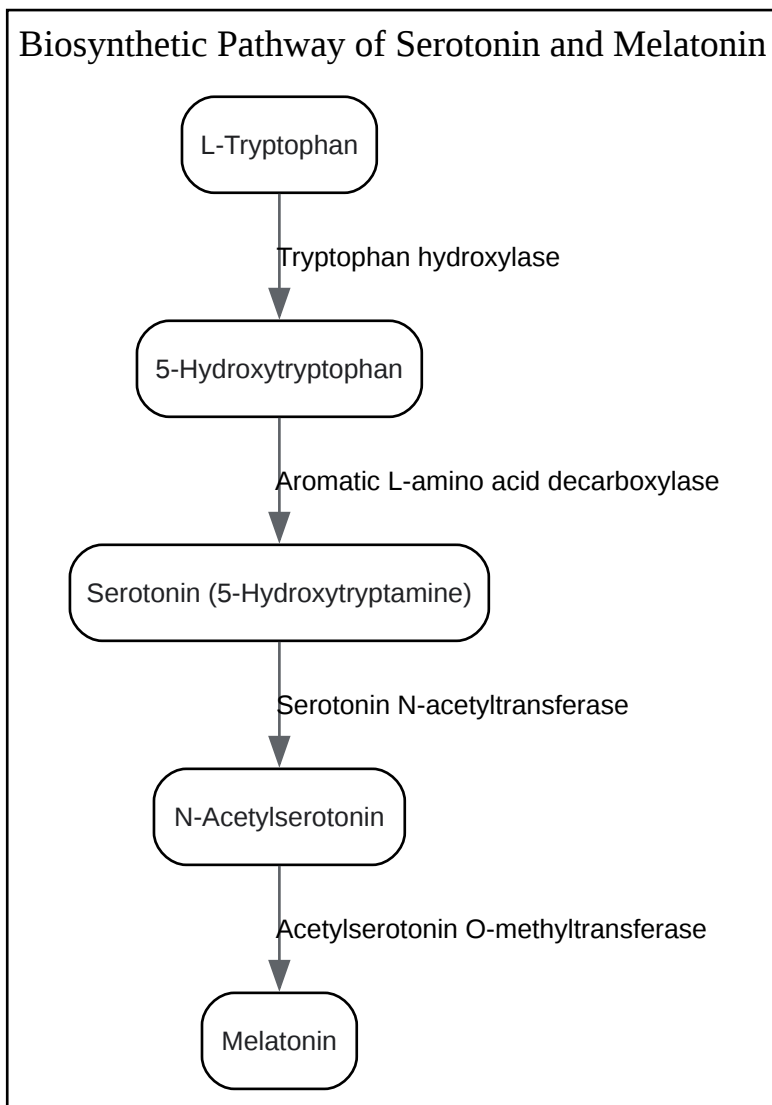 Biosynthetic Pathway of Serotonin and Melatonin
L-Tryptophan
Tryptophan hydroxylase
5-Hydroxytryptophan
Aromatic L-amino acid decarboxylase
Serotonin (5-Hydroxytryptamine)
Serotonin N-acetyltransferase
N-Acetylserotonin
Acetylserotonin O-methyltransferase
Melatonin